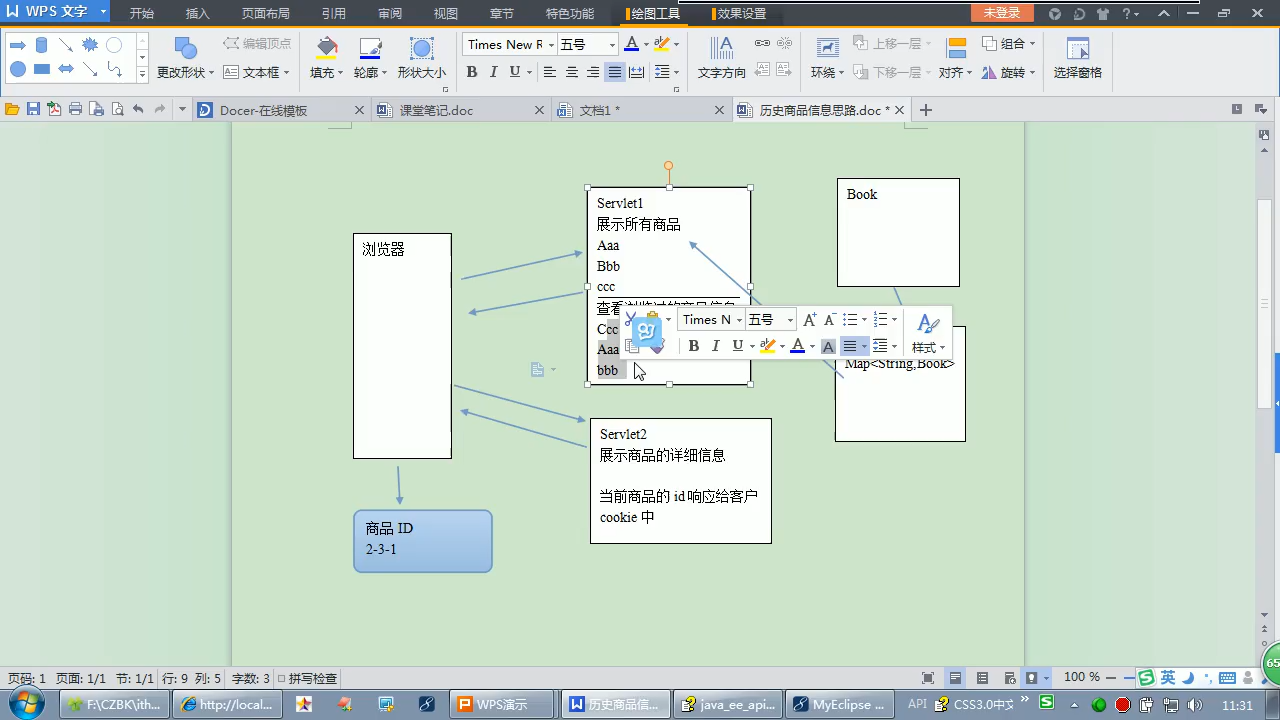 WPS 文字
开始 插入 页面布局 引用 审阅 视图 章节 特色功能 绘图工具 效果设置 未登录
Times New R 五号
编辑顶点 上移一层 组合
更改形状 文本框 填充 轮廓 形状大小 B I U 文字方向 环绕 下移一层 对齐 旋转 选择窗格
Docer-在线模板 课堂笔记.doc 文档1 * 历史商品信息思路.doc *
浏览器
Servlet1
展示所有商品
Aaa
Bbb
ccc
Ccc
Aaa
bbb
Book
Times N 五号
B I U A 样式
Map<String,Book>
Servlet2
展示商品的详细信息
当前商品的 id 响应给客户
cookie 中
商品 ID
2-3-1
页码: 1 页面: 1/1 节: 1/1 行: 9 列: 5 字数: 3 拼写检查 100 % 英
65
F:\CZBK\ith... http://local... WPS演示 历史商品信... java_ee_api... MyEclipse ... API CSS3.0中文 11:31